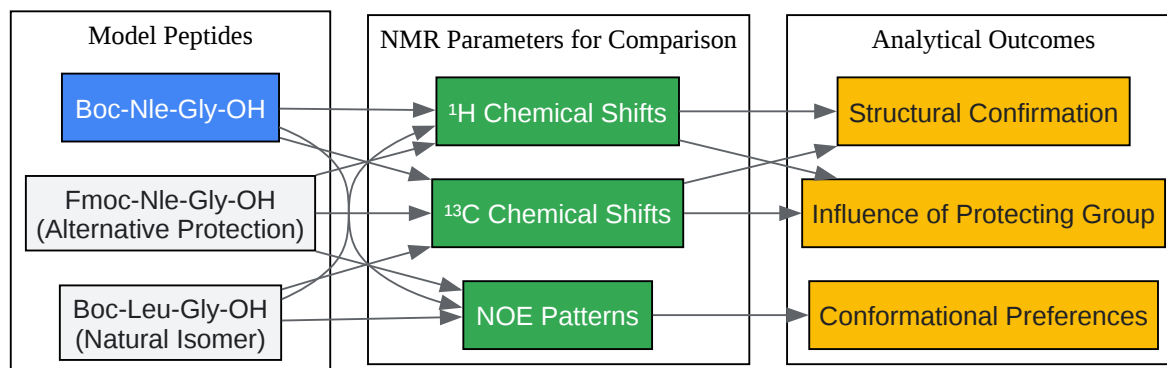 Model Peptides
Boc-Nle-Gly-OH
Fmoc-Nle-Gly-OH
(Alternative Protection)
Boc-Leu-Gly-OH
(Natural Isomer)
NMR Parameters for Comparison
¹H Chemical Shifts
¹³C Chemical Shifts
NOE Patterns
Analytical Outcomes
Structural Confirmation
Influence of Protecting Group
Conformational Preferences